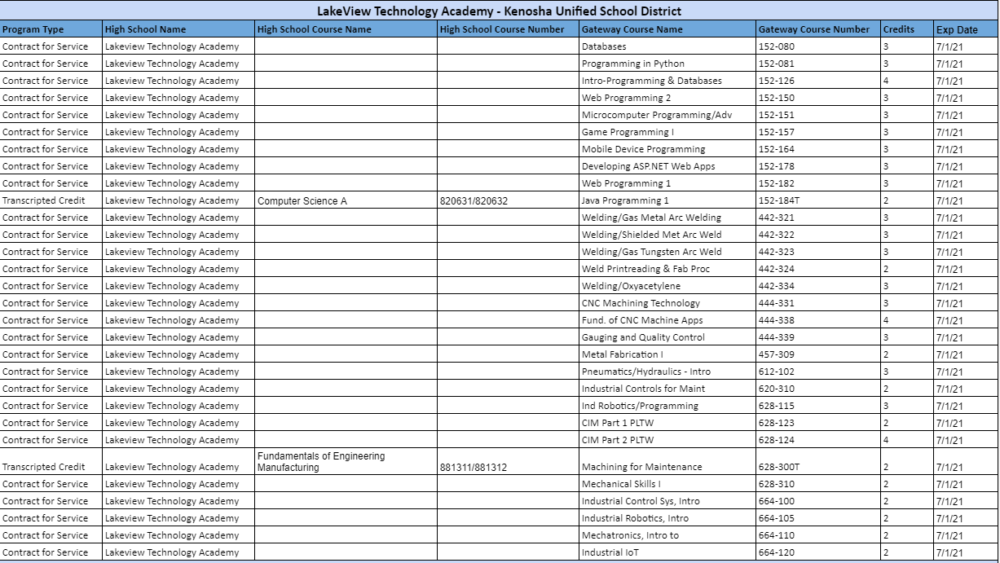 LakeView Technology Academy - Kenosha Unified School District
Program Type High School Name High School Course Name High School Course Number Gateway Course Name Gateway Course Number Credits Exp Date
Contract for Service Lakeview Technology Academy Databases 152-080 3 7/1/21
Contract for Service Lakeview Technology Academy Programming in Python 152-081 3 7/1/21
Contract for Service Lakeview Technology Academy Intro-Programming & Databases 152-126 4 7/1/21
Contract for Service Lakeview Technology Academy Web Programming 2 152-150 3 7/1/21
Contract for Service Lakeview Technology Academy Microcomputer Programming/Adv 152-151 3 7/1/21
Contract for Service Lakeview Technology Academy Game Programming I 152-157 3 7/1/21
Contract for Service Lakeview Technology Academy Mobile Device Programming 152-164 3 7/1/21
Contract for Service Lakeview Technology Academy Developing ASP.NET Web Apps 152-178 3 7/1/21
Contract for Service Lakeview Technology Academy Web Programming 1 152-182 3 7/1/21
Transcripted Credit Lakeview Technology Academy Computer Science A 820631/820632 Java Programming 1 152-184T 2 7/1/21
Contract for Service Lakeview Technology Academy Welding/Gas Metal Arc Welding 442-321 3 7/1/21
Contract for Service Lakeview Technology Academy Welding/Shielded Met Arc Weld 442-322 3 7/1/21
Contract for Service Lakeview Technology Academy Welding/Gas Tungsten Arc Weld 442-323 3 7/1/21
Contract for Service Lakeview Technology Academy Weld Printreading & Fab Proc 442-324 2 7/1/21
Contract for Service Lakeview Technology Academy Welding/Oxyacetylene 442-334 3 7/1/21
Contract for Service Lakeview Technology Academy CNC Machining Technology 444-331 3 7/1/21
Contract for Service Lakeview Technology Academy Fund. of CNC Machine Apps 444-338 4 7/1/21
Contract for Service Lakeview Technology Academy Gauging and Quality Control 444-339 3 7/1/21
Contract for Service Lakeview Technology Academy Metal Fabrication I 457-309 2 7/1/21
Contract for Service Lakeview Technology Academy Pneumatics/Hydraulics - Intro 612-102 3 7/1/21
Contract for Service Lakeview Technology Academy Industrial Controls for Maint 620-310 2 7/1/21
Contract for Service Lakeview Technology Academy Ind Robotics/Programming 628-115 3 7/1/21
Contract for Service Lakeview Technology Academy CIM Part 1 PLTW 628-123 2 7/1/21
Contract for Service Lakeview Technology Academy CIM Part 2 PLTW 628-124 4 7/1/21
Fundamentals of Engineering
Transcripted Credit Lakeview Technology Academy Manufacturing 881311/881312 Machining for Maintenance 628-300T 2 7/1/21
Contract for Service Lakeview Technology Academy Mechanical Skills I 628-310 2 7/1/21
Contract for Service Lakeview Technology Academy Industrial Control Sys, Intro 664-100 2 7/1/21
Contract for Service Lakeview Technology Academy Industrial Robotics, Intro 664-105 2 7/1/21
Contract for Service Lakeview Technology Academy Mechatronics, Intro to 664-110 2 7/1/21
Contract for Service Lakeview Technology Academy Industrial IoT 664-120 2 7/1/21